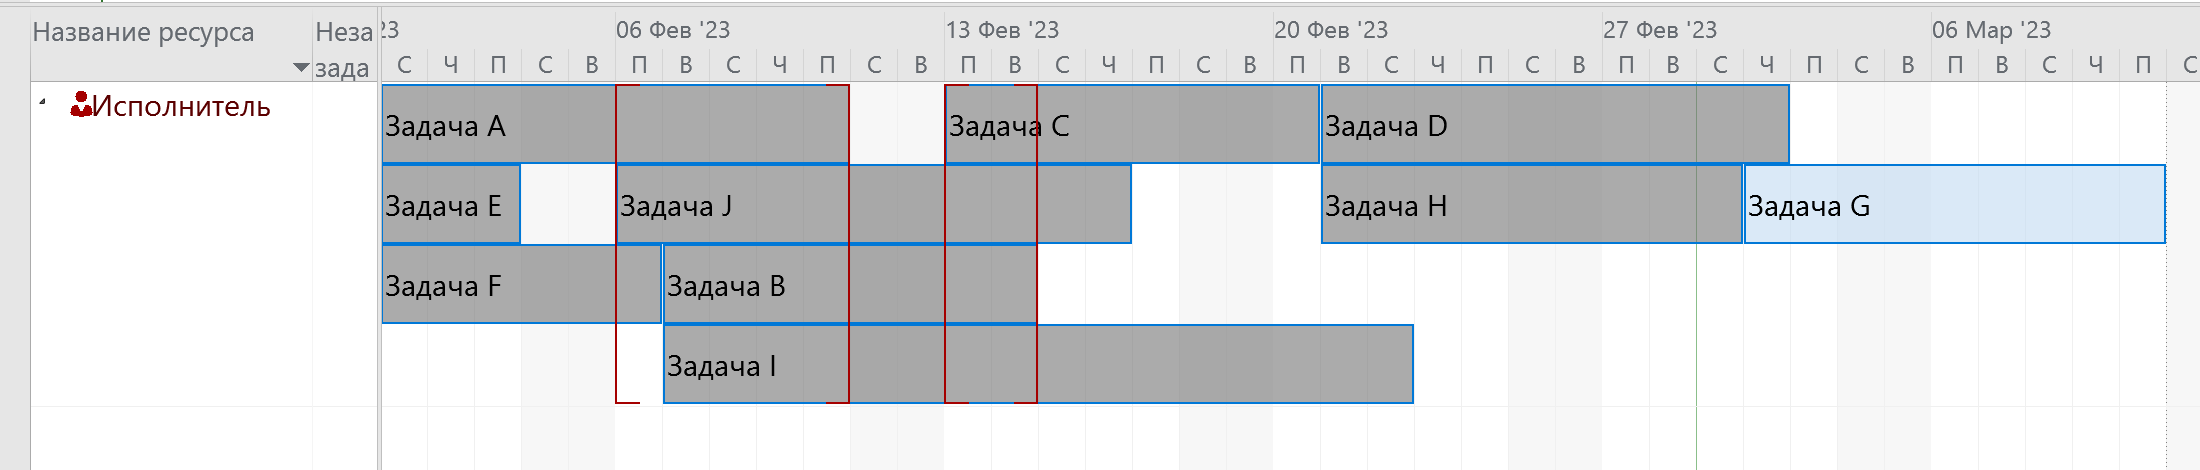 Название ресурса
Неза
зада
23
06 Фев '23
13 Фев '23
20 Фев '23
27 Фев '23
06 Мар '23
С Ч П С В П В С Ч П С В П В С Ч П С В П В С Ч П С В П В С Ч П С В П В С Ч П С
Исполнитель
Задача A
Задача C
Задача D
Задача E
Задача J
Задача H
Задача G
Задача F
Задача B
Задача I